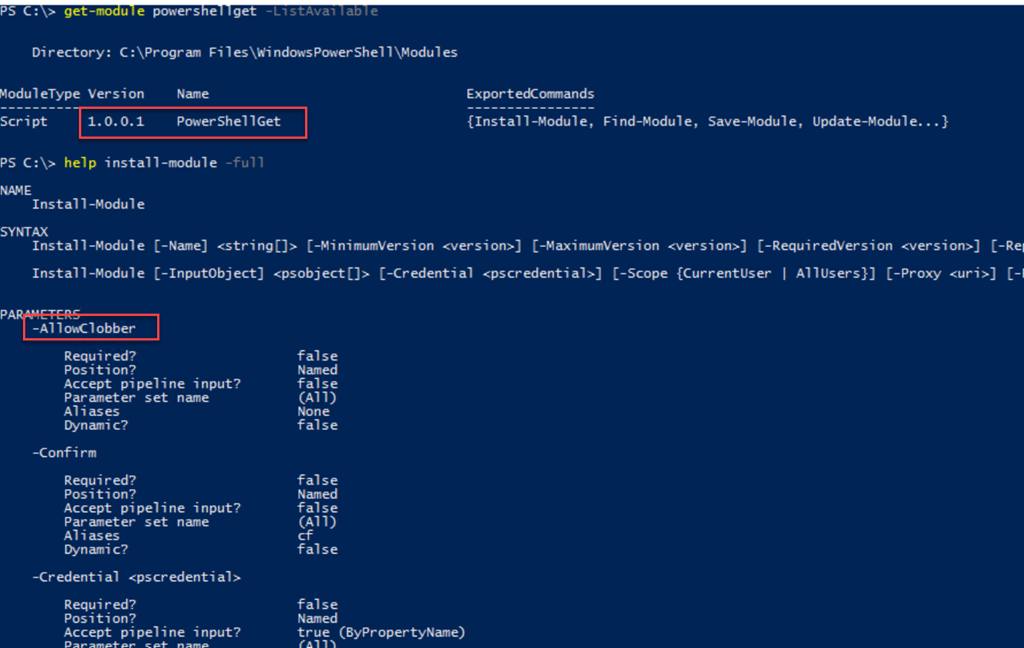 PS C:\> get-module powershellget -ListAvailable
Directory: C:\Program Files\WindowsPowerShell\Modules
ModuleType Version Name ExportedCommands
---------- ------- ---- ----------------
Script 1.0.0.1 PowerShellGet {Install-Module, Find-Module, Save-Module, Update-Module...}
PS C:\> help install-module -full
NAME
Install-Module
SYNTAX
Install-Module [-Name] <string[]> [-MinimumVersion <version>] [-MaximumVersion <version>] [-RequiredVersion <version>] [-Re
Install-Module [-InputObject] <psobject[]> [-Credential <pscredential>] [-Scope {CurrentUser | AllUsers}] [-Proxy <uri>] [-
PARAMETERS
-AllowClobber
Required? false
Position? Named
Accept pipeline input? false
Parameter set name (All)
Aliases None
Dynamic? false
-Confirm
Required? false
Position? Named
Accept pipeline input? false
Parameter set name (All)
Aliases cf
Dynamic? false
-Credential <pscredential>
Required? false
Position? Named
Accept pipeline input? true (ByPropertyName)
Parameter set name (All)